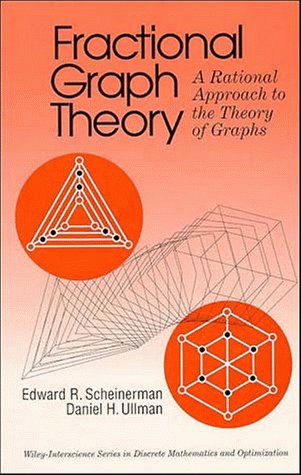 Fractional
Graph
Theory
A Rational
Approach to
the Theory
of Graphs
Edward R. Scheinerman
Daniel H. Ullman
Wiley-Interscience Series in Discrete Mathematics and Optimization